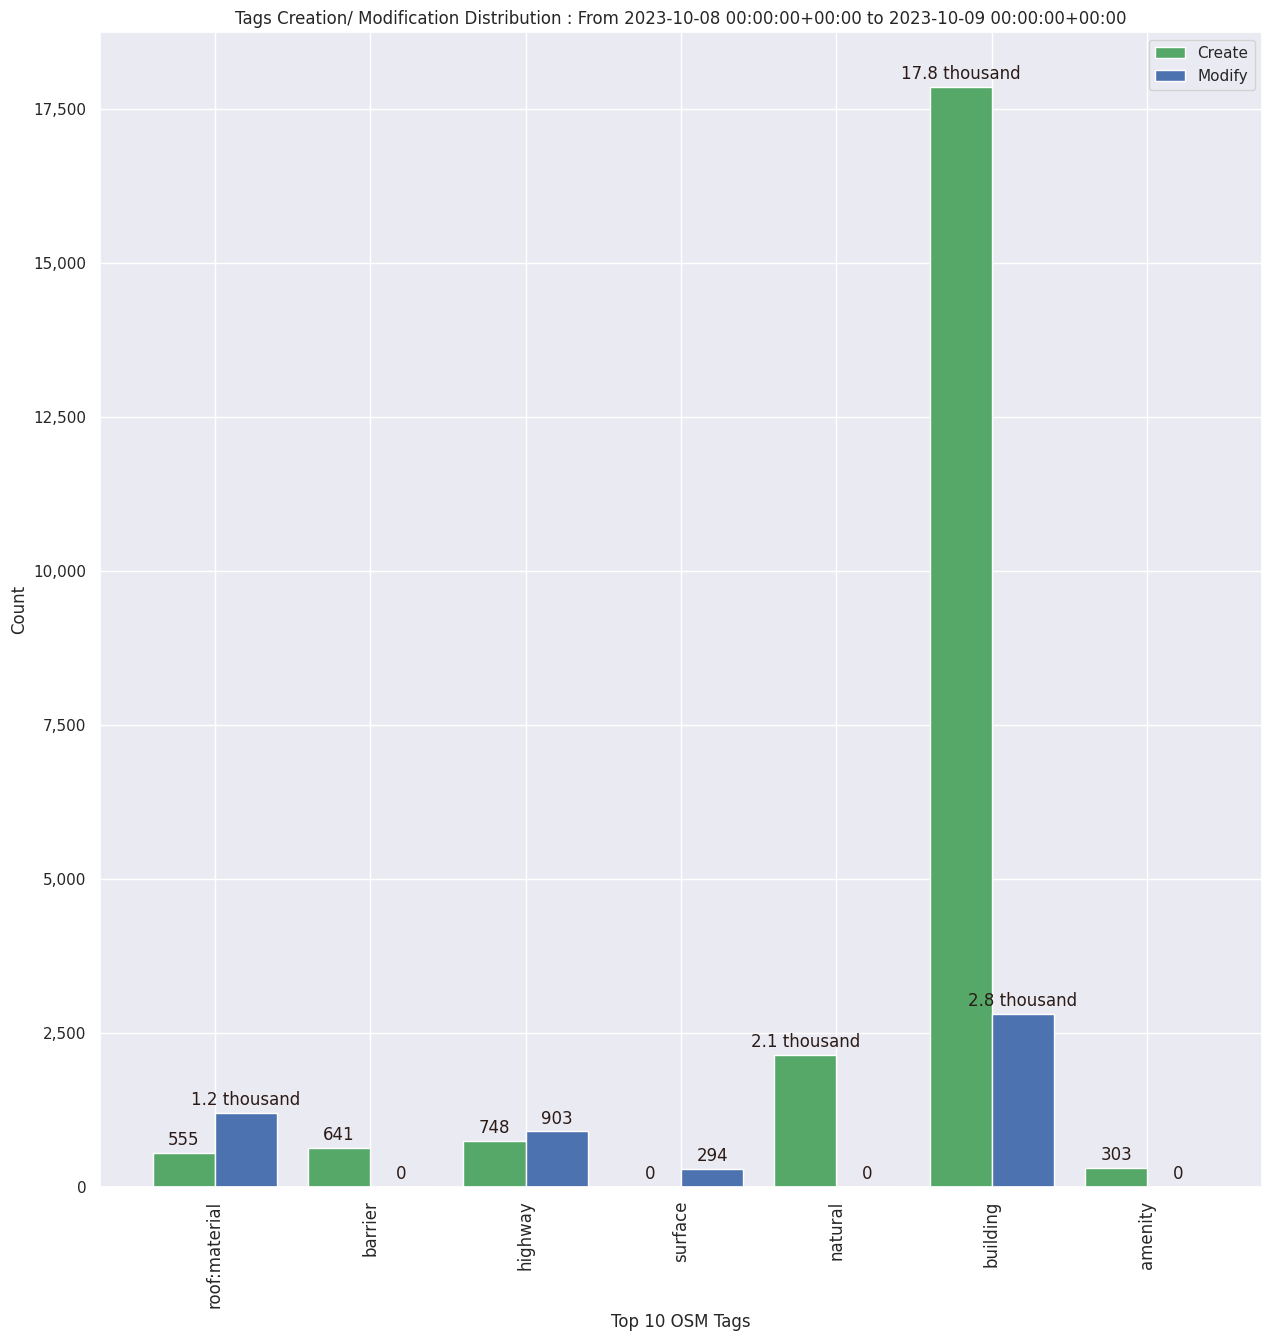 Tags Creation/ Modification Distribution : From 2023-10-08 00:00:00+00:00 to 2023-10-09 00:00:00+00:00
Create
Modify
17.8 thousand
17,500
15,000
12,500
10,000
7,500
5,000
2,500
0
Count
555
1.2 thousand
641
0
748
903
0
294
2.1 thousand
0
2.8 thousand
303
0
roof:material
barrier
highway
surface
natural
building
amenity
Top 10 OSM Tags